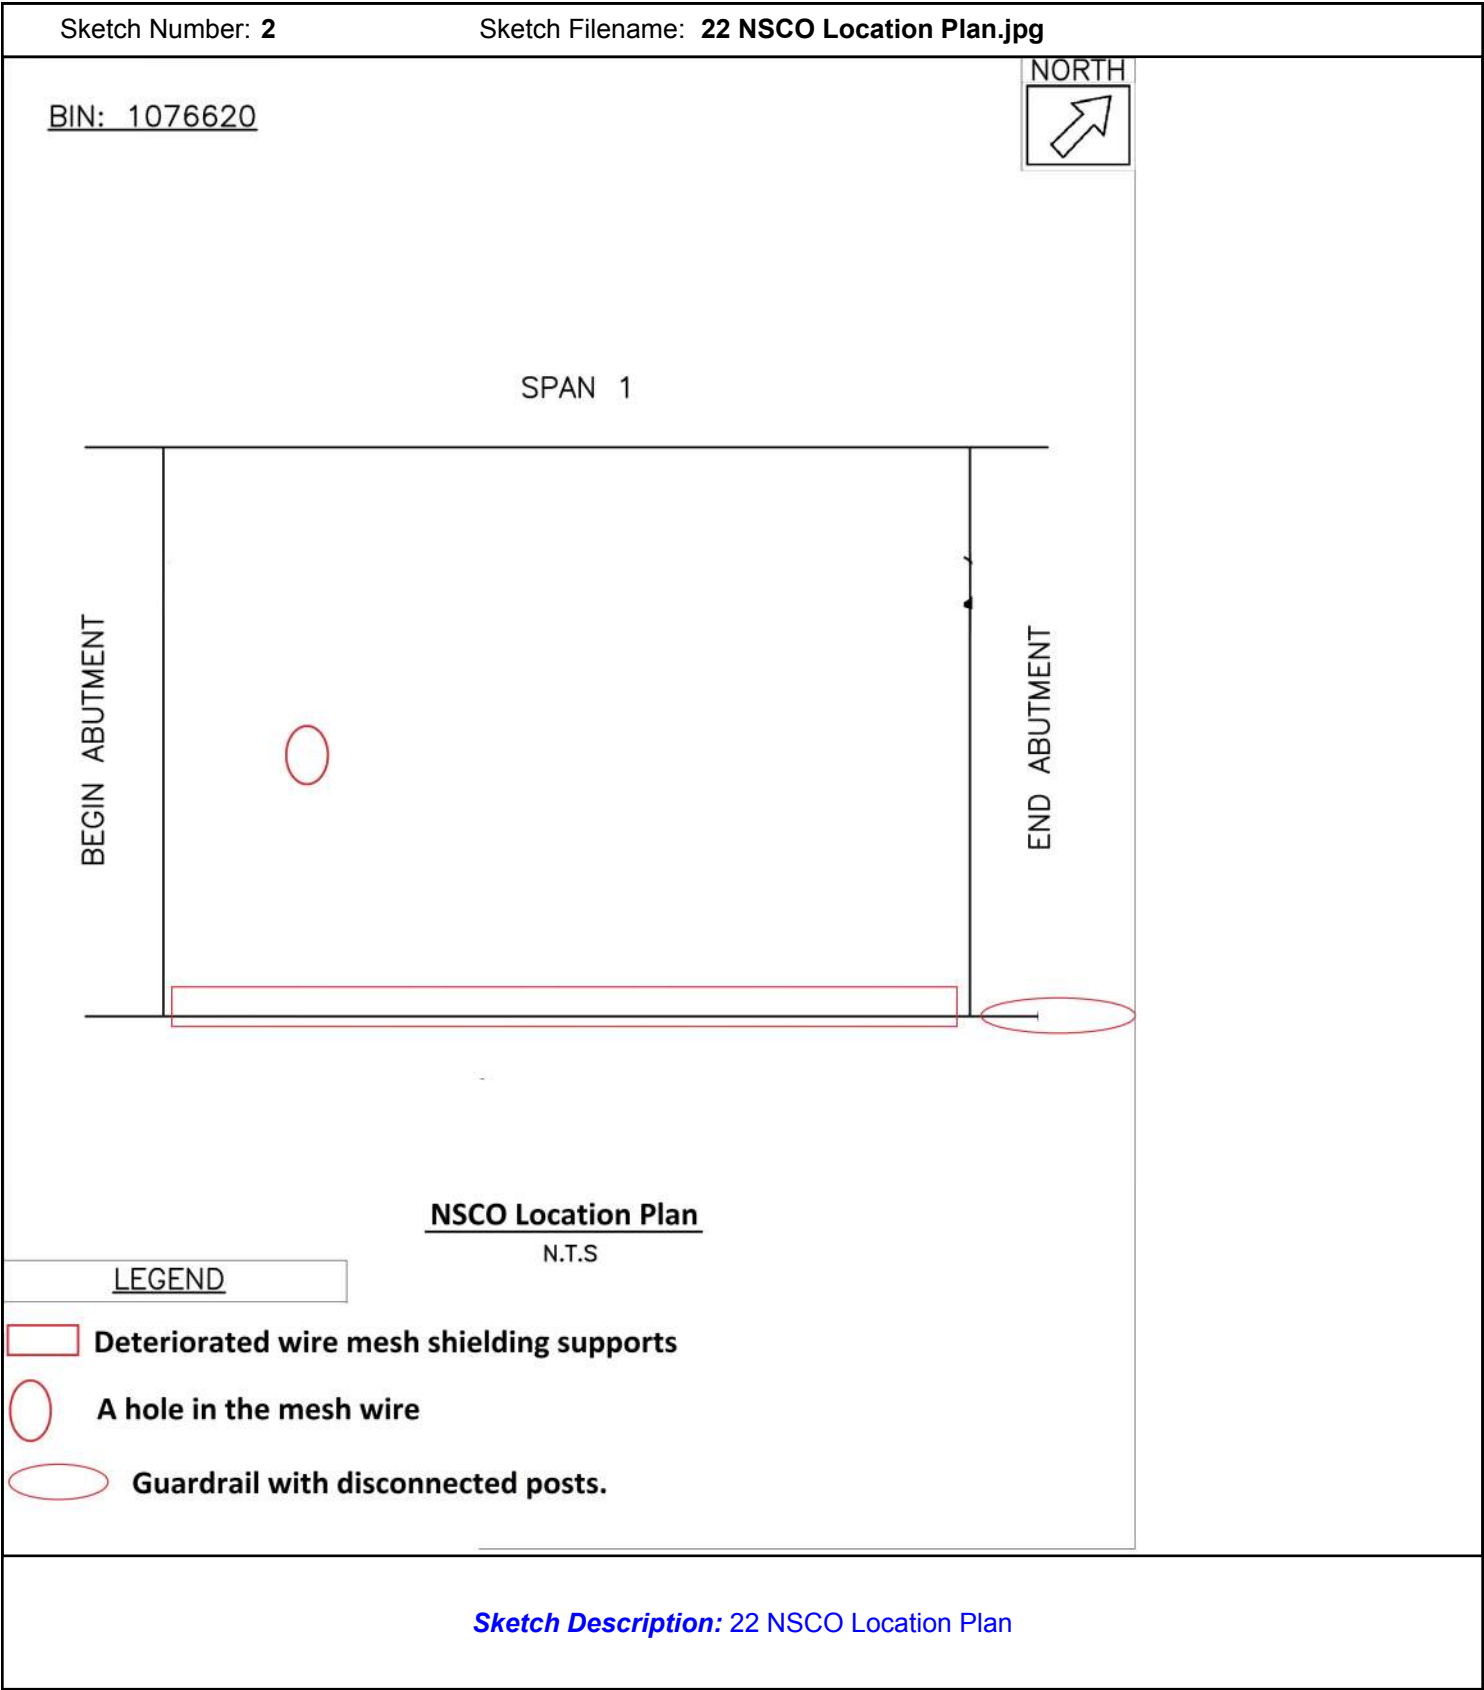 Sketch Number: 2 Sketch Filename: 22 NSCO Location Plan.jpg
NORTH
BIN: 1076620
SPAN 1
BEGIN ABUTMENT
END ABUTMENT
NSCO Location Plan
N.T.S
LEGEND
Deteriorated wire mesh shielding supports
A hole in the mesh wire
Guardrail with disconnected posts.
Sketch Description: 22 NSCO Location Plan